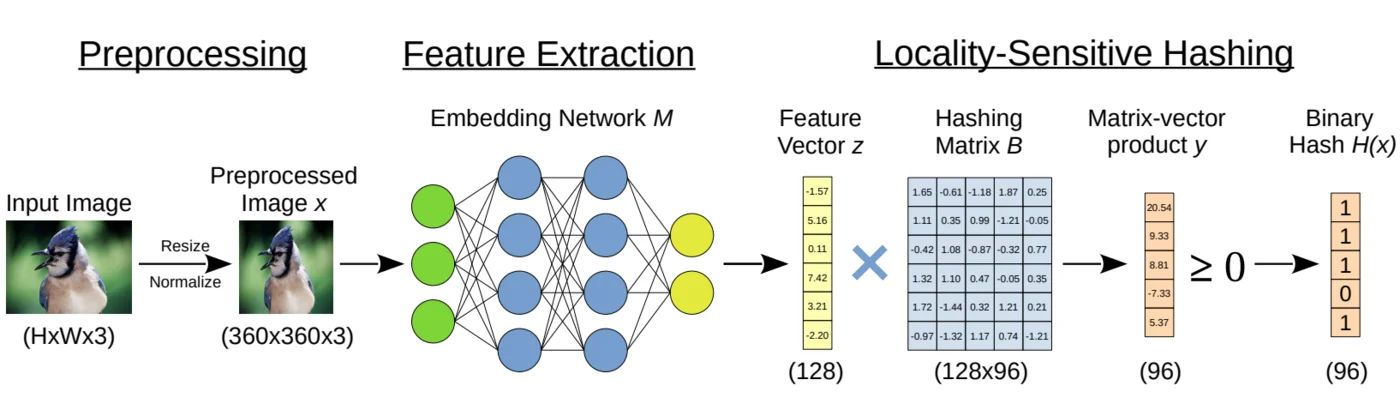 Preprocessing
Feature Extraction
Locality-Sensitive Hashing
Input Image
(HxWx3)
Resize
Normalize
Preprocessed
Image x
(360x360x3)
Embedding Network M
Feature
Vector z
-1.57
5.16
0.11
7.42
3.21
-2.20
(128)
×
Hashing
Matrix B
1.65 -0.61 -1.18 1.87 0.25
1.11 0.35 0.99 -1.21 -0.05
-0.42 1.08 -0.87 -0.32 0.77
1.32 1.10 0.47 -0.05 0.35
1.72 -1.44 0.32 1.21 0.21
-0.97 -1.32 1.17 0.74 -1.21
(128x96)
Matrix-vector
product y
20.54
9.33
8.81
-7.33
5.37
(96)
≥ 0
Binary
Hash H(x)
1
1
1
0
1
(96)